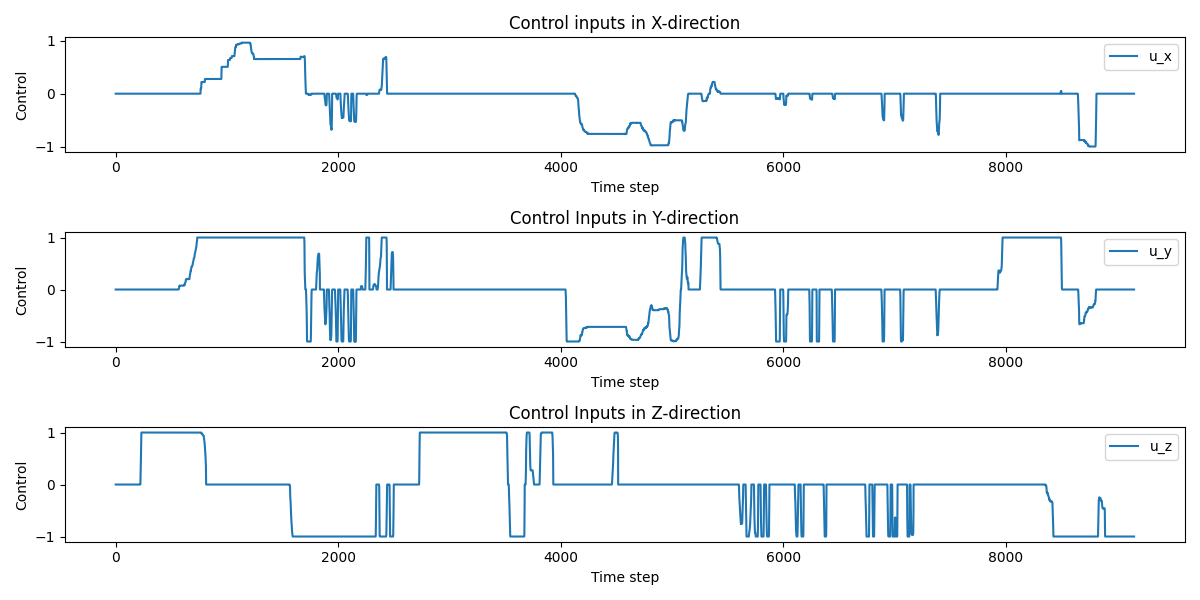 Control inputs in X-direction
1
0
−1
Control
u_x
0 2000 4000 6000 8000
Time step
Control Inputs in Y-direction
1
0
−1
Control
u_y
0 2000 4000 6000 8000
Time step
Control Inputs in Z-direction
1
0
−1
Control
u_z
0 2000 4000 6000 8000
Time step